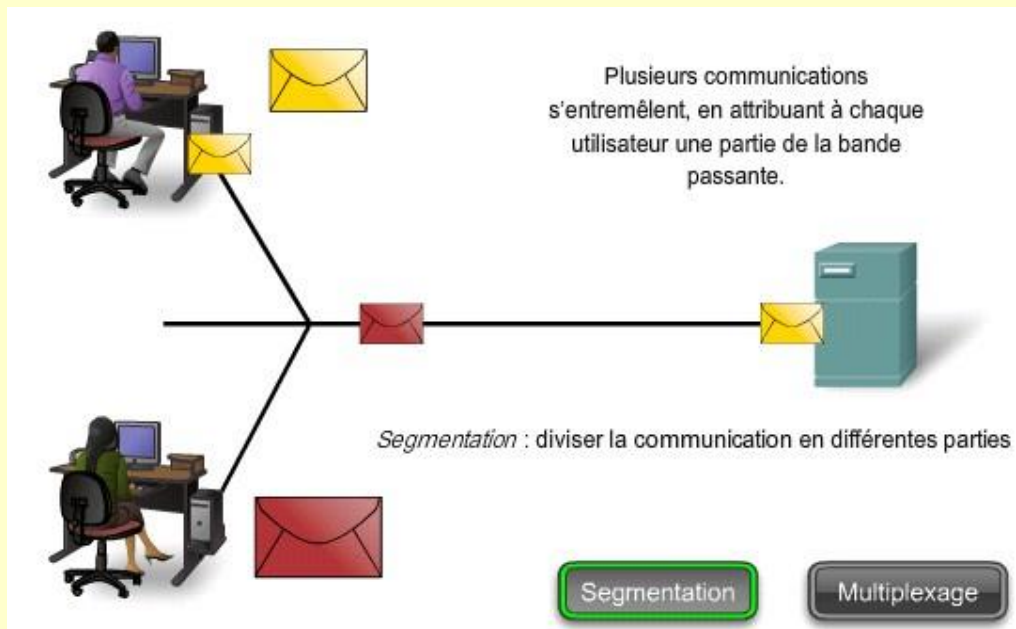 Plusieurs communications
s'entremêlent, en attribuant à chaque
utilisateur une partie de la bande
passante.
Segmentation : diviser la communication en différentes parties
Segmentation
Multiplexage